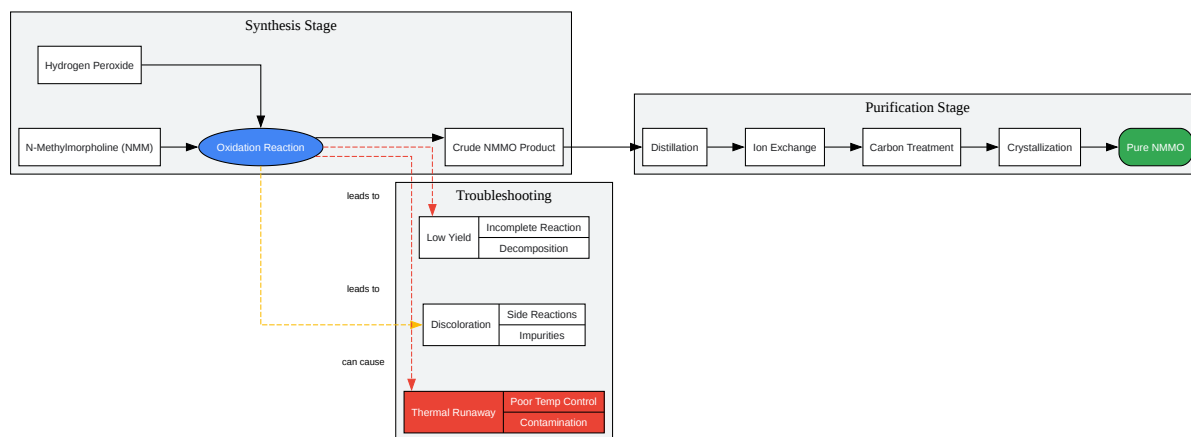 Synthesis Stage
Hydrogen Peroxide
N-Methylmorpholine (NMM)
Oxidation Reaction
Crude NMMO Product
Purification Stage
Distillation
Ion Exchange
Carbon Treatment
Crystallization
Pure NMMO
Troubleshooting
leads to
Low Yield
Incomplete Reaction
Decomposition
leads to
Discoloration
Side Reactions
Impurities
can cause
Thermal Runaway
Poor Temp Control
Contamination